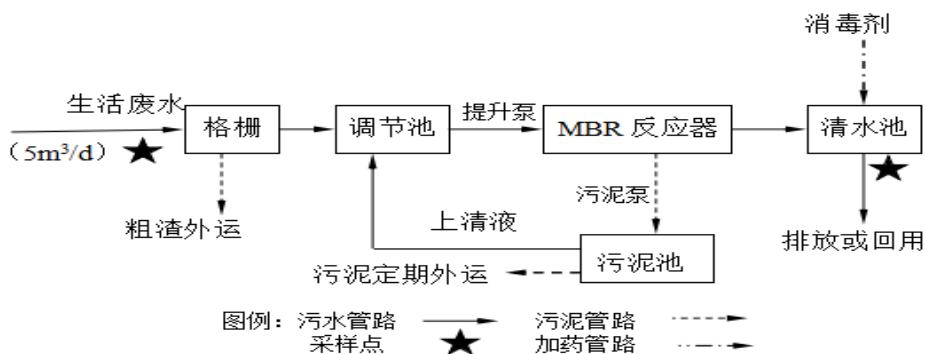 消毒剂
生活废水
（5m³/d）
格栅
调节池
提升泵
MBR 反应器
清水池
粗渣外运
上清液
污泥泵
污泥池
污泥定期外运
排放或回用
图例：污水管路
污泥管路
采样点
加药管路